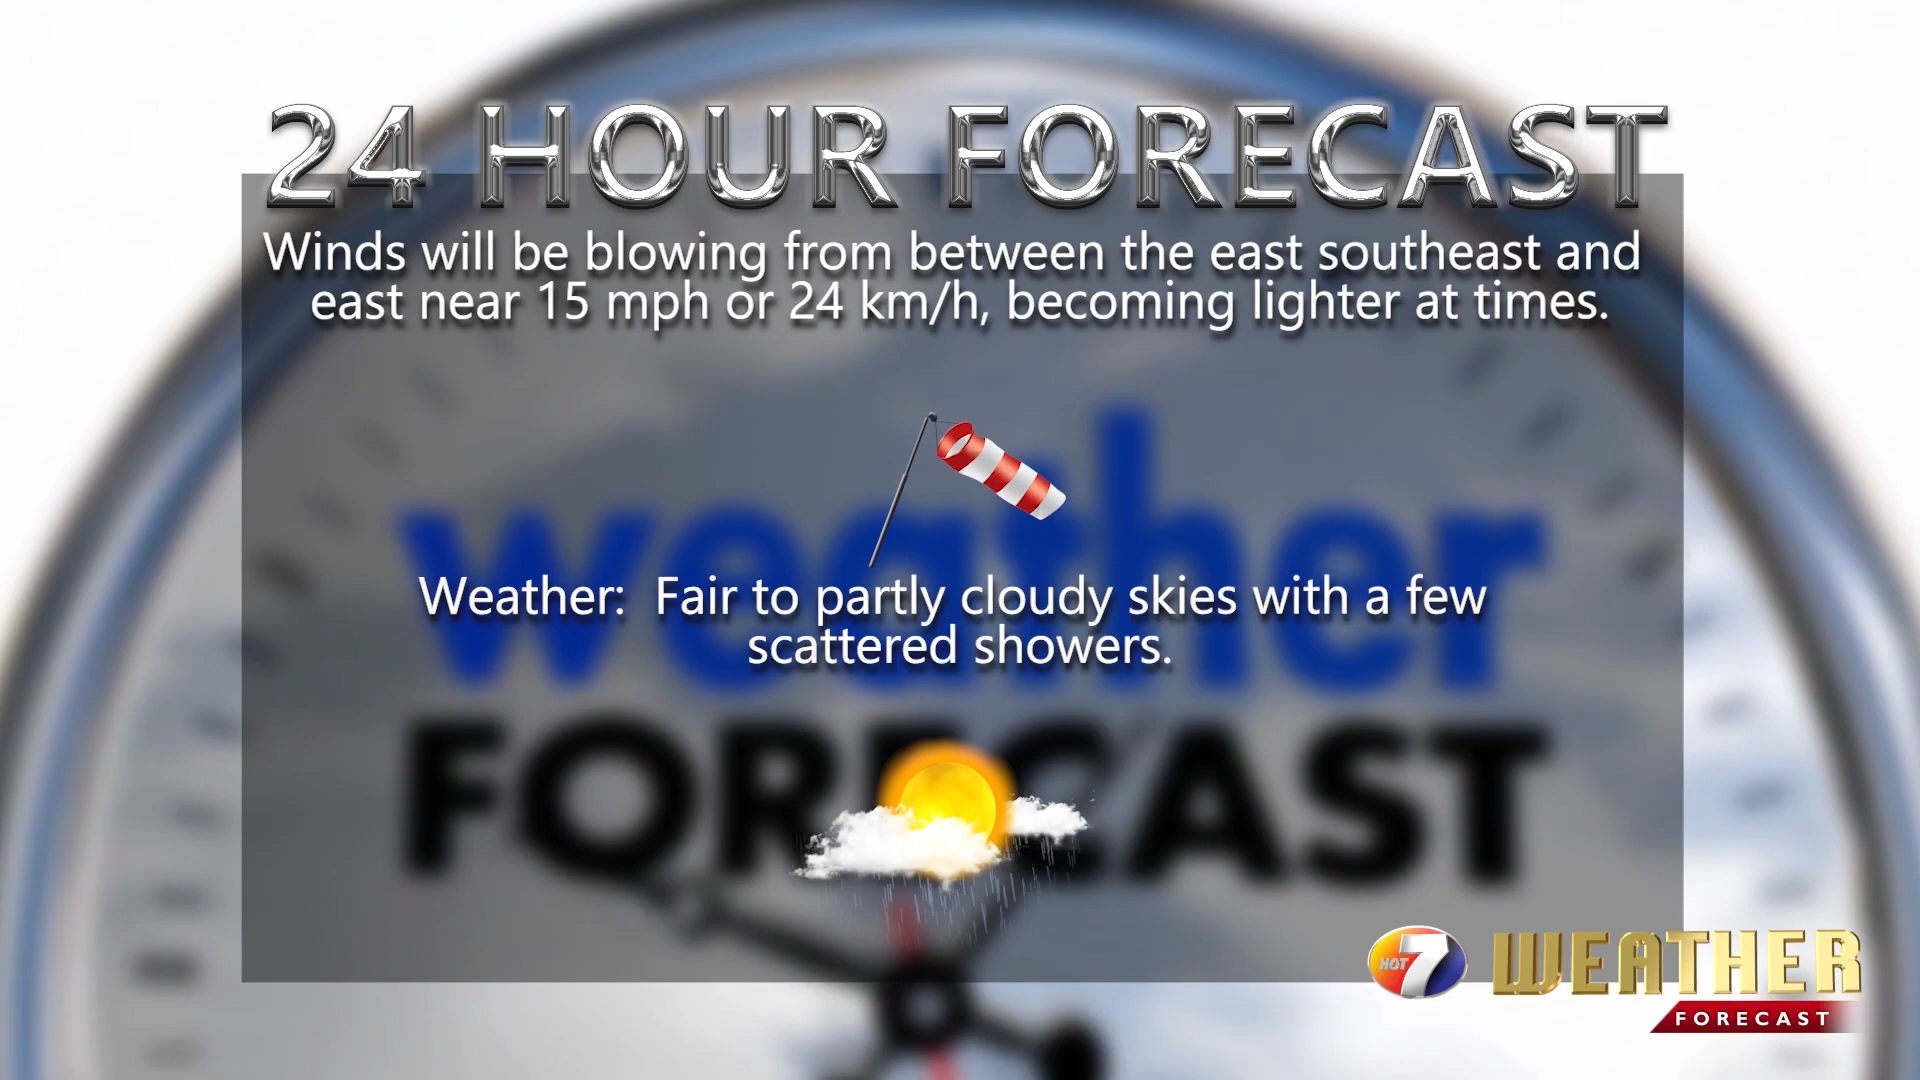 24 HOUR FORECAST
Winds will be blowing from between the east southeast and
east near 15 mph or 24 km/h, becoming lighter at times.
weather
Weather:  Fair to partly cloudy skies with a few
scattered showers.
FORECAST
HOT 7 WEATHER
FORECAST